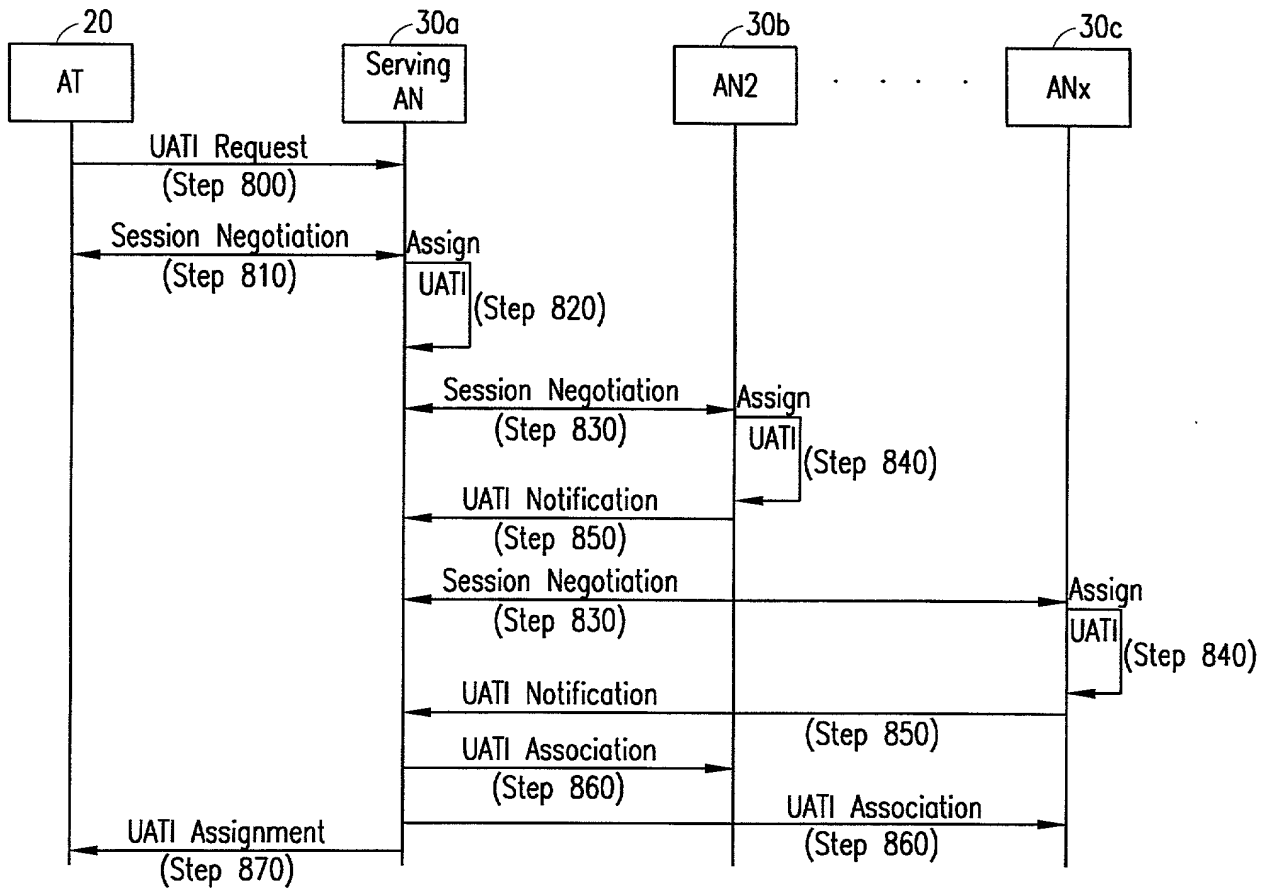 20
30a
30b
30c
AT
Serving
AN
AN2
ANx
UATI Request
(Step 800)
Session Negotiation
(Step 810)
Assign
UATI
(Step 820)
Session Negotiation
(Step 830)
Assign
UATI
(Step 840)
UATI Notification
(Step 850)
Session Negotiation
(Step 830)
Assign
UATI
(Step 840)
UATI Notification
(Step 850)
UATI Association
(Step 860)
UATI Association
(Step 860)
UATI Assignment
(Step 870)